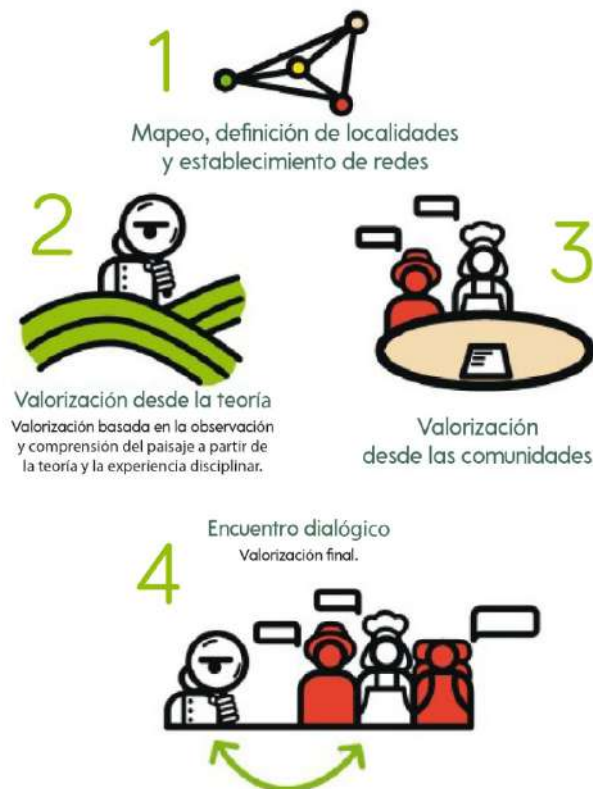 1
Mapeo, definición de localidades
y establecimiento de redes
2
Valorización desde la teoría
Valorización basada en la observación
y comprensión del paisaje a partir de
la teoría y la experiencia disciplinar.
3
Valorización
desde las comunidades
4
Encuentro dialógico
Valorización final.